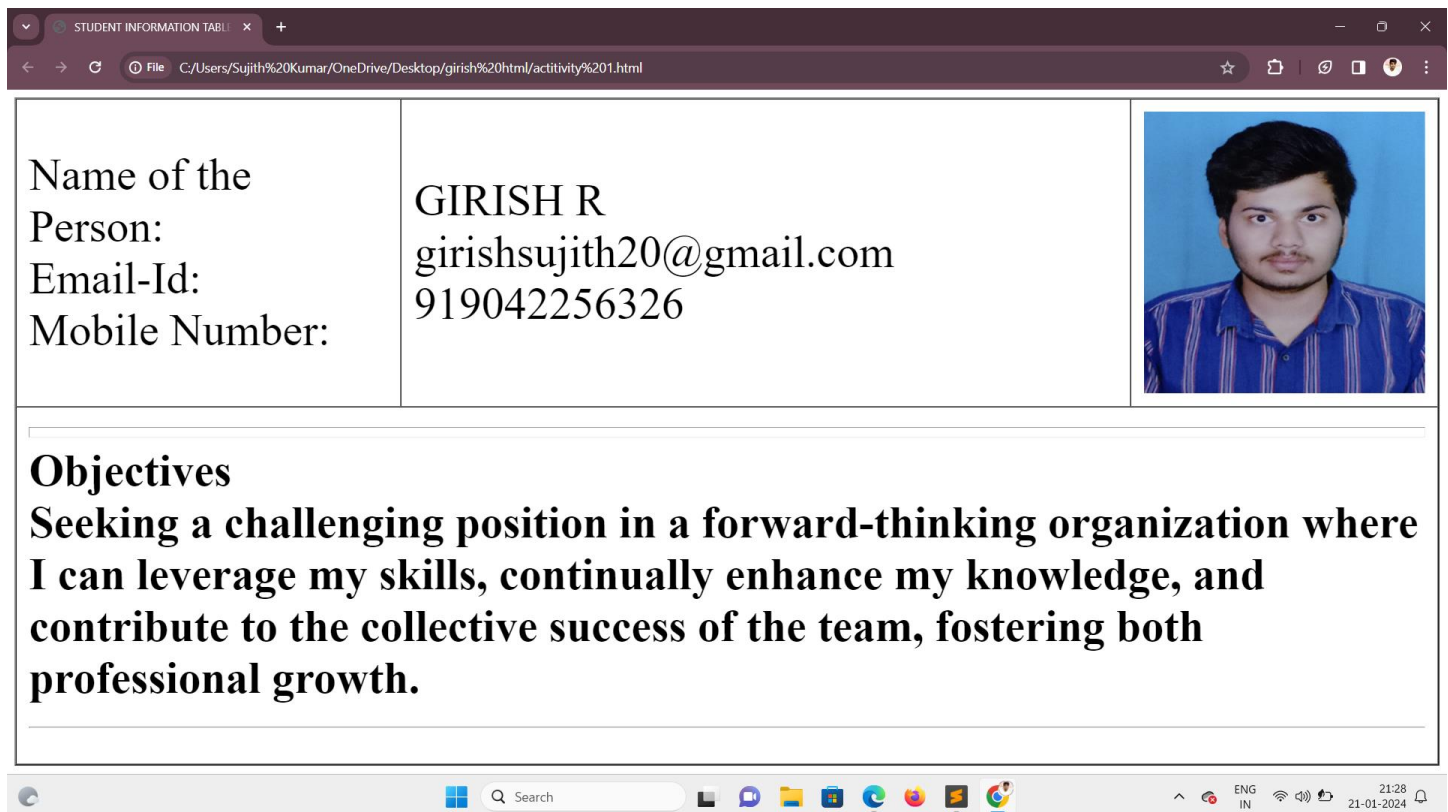 STUDENT INFORMATION TABLE
File C:/Users/Sujith%20Kumar/OneDrive/Desktop/girish%20html/actitivity%201.html
Name of the
Person:
Email-Id:
Mobile Number:
GIRISH R
girishsujith20@gmail.com
919042256326
Objectives
Seeking a challenging position in a forward-thinking organization where
I can leverage my skills, continually enhance my knowledge, and
contribute to the collective success of the team, fostering both
professional growth.
Search
ENG
IN
21:28
21-01-2024